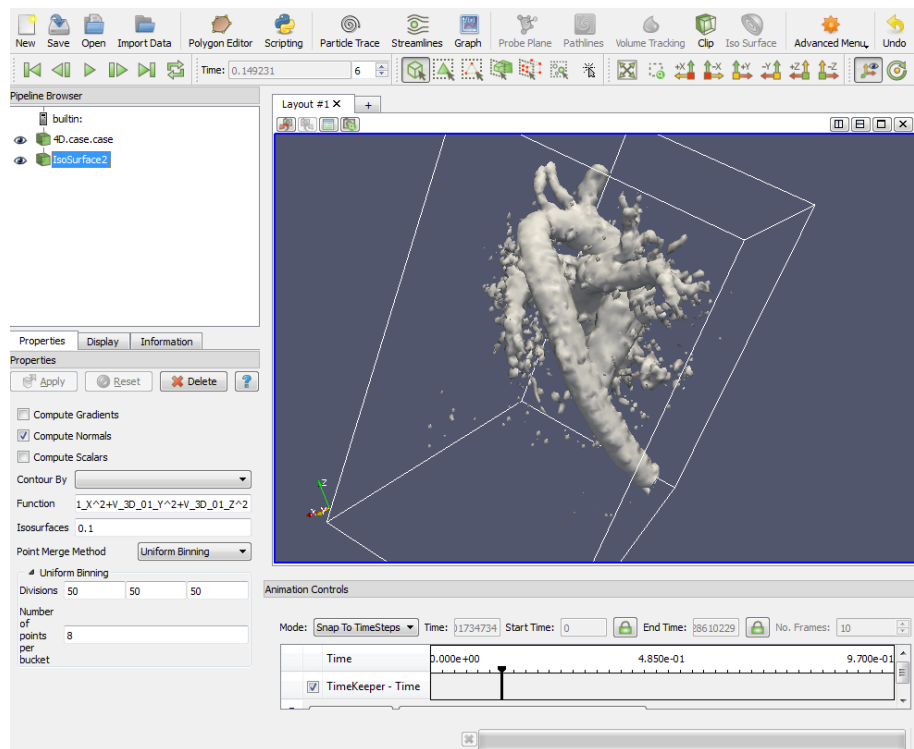 New Save Open Import Data Polygon Editor Scripting Particle Trace Streamlines Graph Probe Plane Pathlines Volume Tracking Clip Iso Surface Advanced Menu Undo
Time: 0.149231 6 +X -X +Y -Y +Z -Z
Pipeline Browser
Layout #1 X +
builtin:
4D.case.case
IsoSurface2
Properties Display Information
Properties
Apply Reset Delete ?
Compute Gradients
Compute Normals
Compute Scalars
Contour By
Function 1_X^2+V_3D_01_Y^2+V_3D_01_Z^2
Isosurfaces 0.1
Point Merge Method Uniform Binning
Uniform Binning
Divisions 50 50 50
Number
of
points 8
per
bucket
Z
X
Animation Controls
Mode: Snap To TimeSteps Time: 01734734 Start Time: 0 End Time: 28610229 No. Frames: 10
Time 0.000e+00 4.850e-01 9.700e-01
TimeKeeper - Time